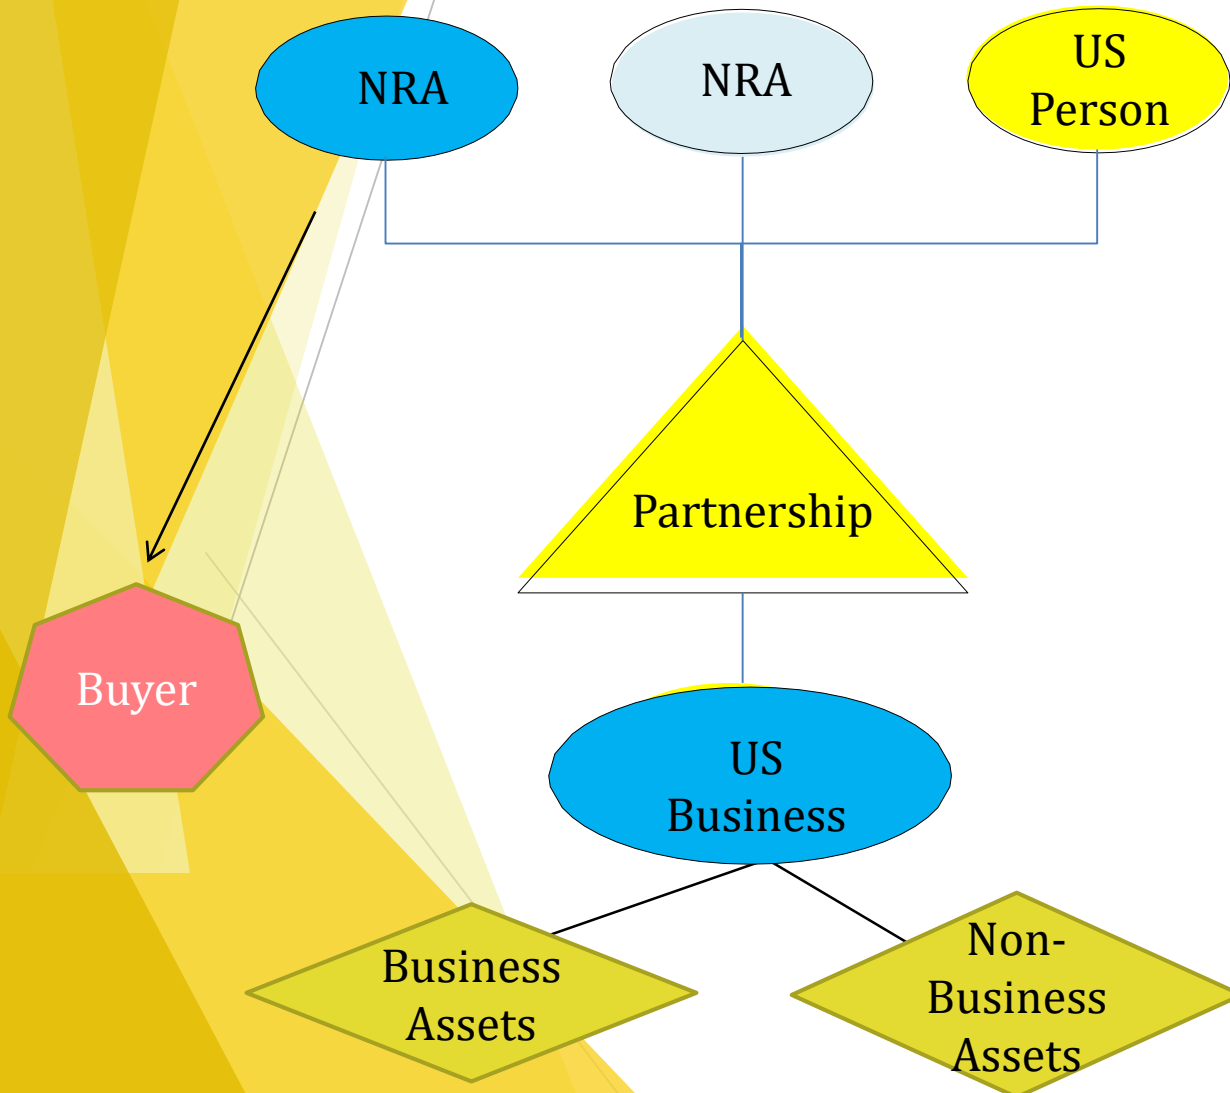 NRA
NRA
US
Person
Partnership
Buyer
US
Business
Business
Assets
Non-
Business
Assets